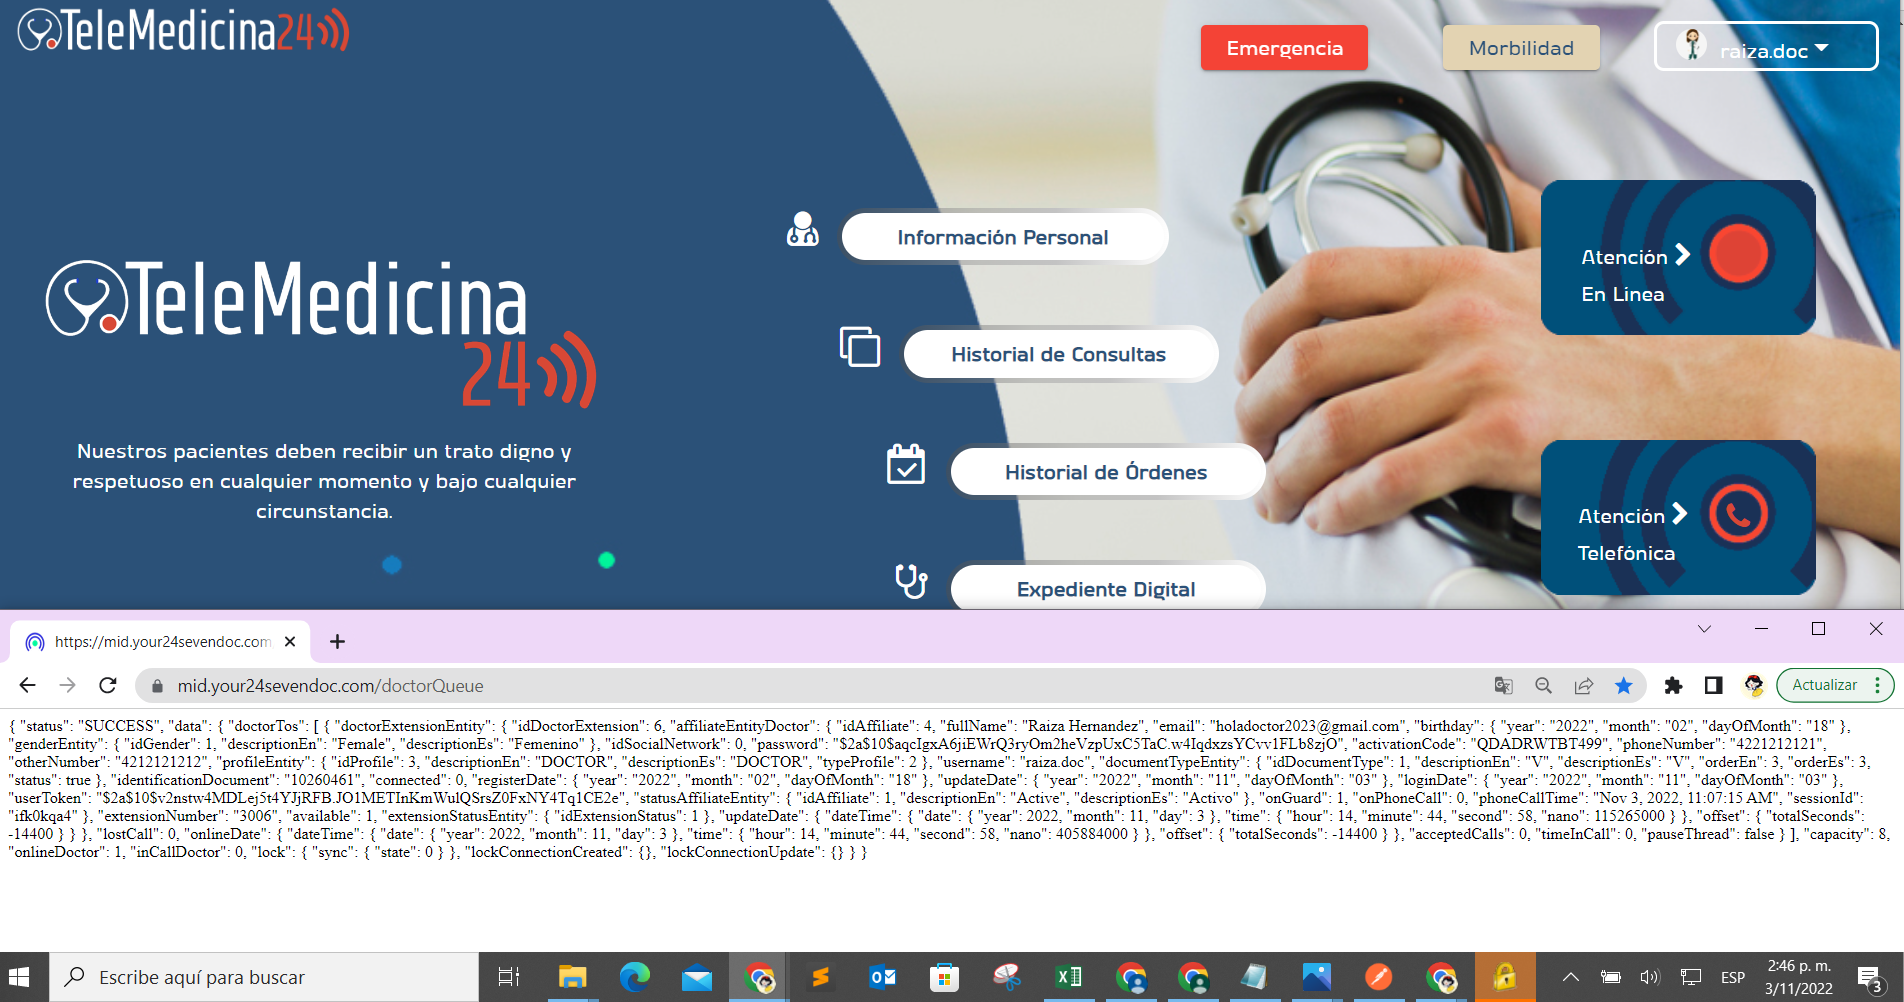 TeleMedicina24
Emergencia
Morbilidad
raiza.doc
Información Personal
Atención
En Linea
TeleMedicina
24
Historial de Consultas
Nuestros pacientes deben recibir un trato digno y
respetuoso en cualquier momento y bajo cualquier
circunstancia.
Historial de Órdenes
Atención
Telefónica
Expediente Digital
https://mid.your24sevendoc.com
mid.your24sevendoc.com/doctorQueue
Actualizar
{ "status": "SUCCESS", "data": { "doctorTos": [ { "doctorExtensionEntity": { "idDoctorExtension": 6, "affiliateEntityDoctor": { "idAffiliate": 4, "fullName": "Raiza Hernandez", "email": "holadoctor2023@gmail.com", "birthday": { "year": "2022", "month": "02", "dayOfMonth": "18" },
"genderEntity": { "idGender": 1, "descriptionEn": "Female", "descriptionEs": "Femenino" }, "idSocialNetwork": 0, "password": "$2a$10$aqcIgxA6jiEWrQ3ryOm2heVzpUxC5TaC.w4IqdxzsYCvv1FLb8zjO", "activationCode": "QDADRWTBT499", "phoneNumber": "4221212121",
"otherNumber": "4212121212", "profileEntity": { "idProfile": 3, "descriptionEn": "DOCTOR", "descriptionEs": "DOCTOR", "typeProfile": 2 }, "username": "raiza.doc", "documentTypeEntity": { "idDocumentType": 1, "descriptionEn": "V", "descriptionEs": "V", "orderEn": 3, "orderEs": 3,
"status": true }, "identificationDocument": "10260461", "connected": 0, "registerDate": { "year": "2022", "month": "02", "dayOfMonth": "18" }, "updateDate": { "year": "2022", "month": "11", "dayOfMonth": "03" }, "loginDate": { "year": "2022", "month": "11", "dayOfMonth": "03" },
"userToken": "$2a$10$v2nstw4MDLej5t4YJjRFB.JO1METInKmWulQSrsZ0FxNY4Tq1CE2e", "statusAffiliateEntity": { "idAffiliate": 1, "descriptionEn": "Active", "descriptionEs": "Activo" }, "onGuard": 1, "onPhoneCall": 0, "phoneCallTime": "Nov 3, 2022, 11:07:15 AM", "sessionId":
"ifk0kqa4" }, "extensionNumber": "3006", "available": 1, "extensionStatusEntity": { "idExtensionStatus": 1 }, "updateDate": { "dateTime": { "date": { "year": 2022, "month": 11, "day": 3 }, "time": { "hour": 14, "minute": 44, "second": 58, "nano": 115265000 } }, "offset": { "totalSeconds":
-14400 } } }, "lostCall": 0, "onlineDate": { "dateTime": { "date": { "year": 2022, "month": 11, "day": 3 }, "time": { "hour": 14, "minute": 44, "second": 58, "nano": 405884000 } }, "offset": { "totalSeconds": -14400 } }, "acceptedCalls": 0, "timeInCall": 0, "pauseThread": false } ], "capacity": 8,
"onlineDoctor": 1, "inCallDoctor": 0, "lock": { "sync": { "state": 0 } }, "lockConnectionCreated": {}, "lockConnectionUpdate": {} } }
Escribe aquí para buscar
ESP
2:46 p. m.
3/11/2022
3